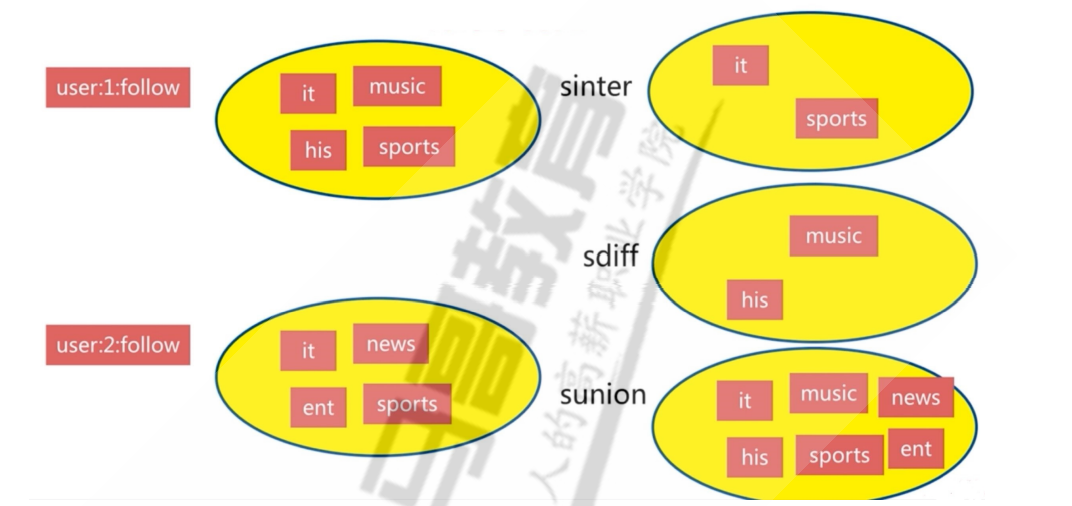 user:1:follow
it
music
his
sports
sinter
it
sports
sdiff
music
his
user:2:follow
it
news
ent
sports
sunion
it
music
news
his
sports
ent
马哥教育
人的高薪职业学院